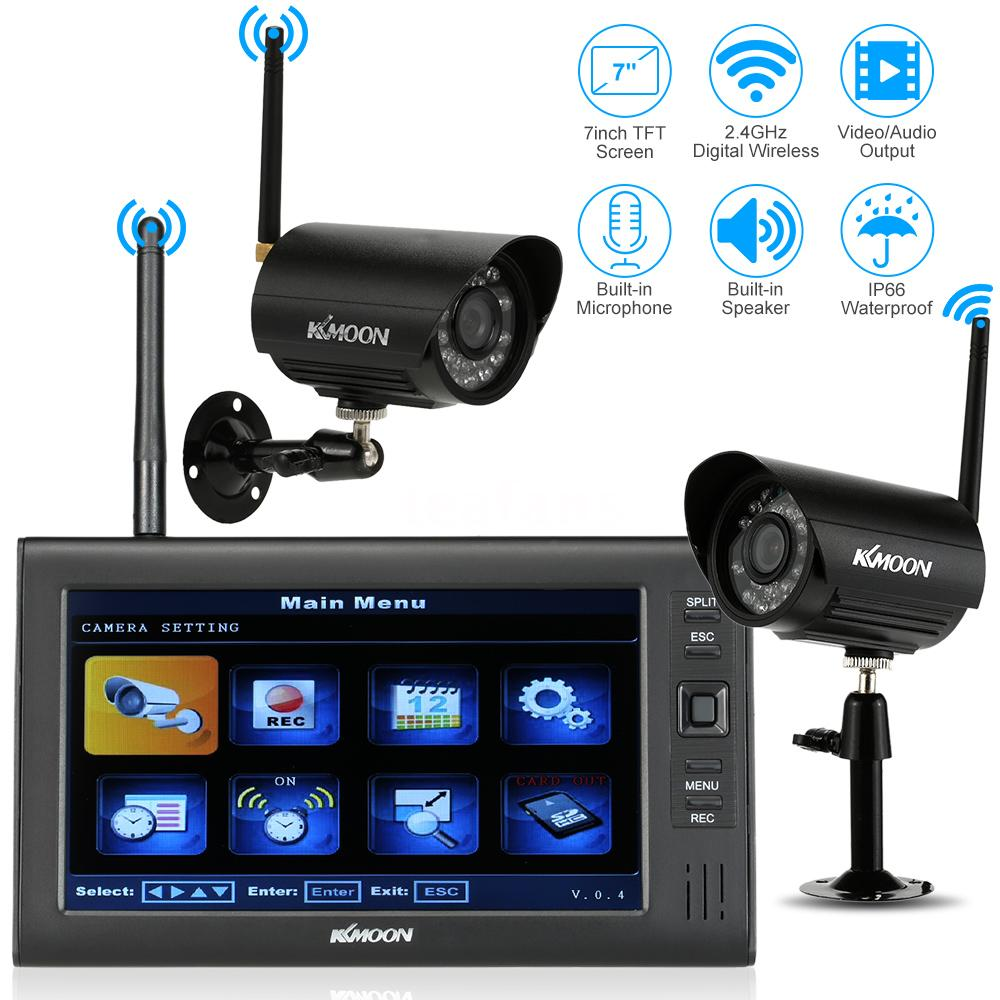 7"
7inch TFT
Screen
2.4GHz
Digital Wireless
Video/Audio
Output
Built-in
Microphone
Built-in
Speaker
IP66
Waterproof
KKMOON
KKMOON
Main Menu
CAMERA SETTING
REC
12
ON
CARD OUT
Select:
Enter: Enter
Exit: ESC
V.0.4
SPLIT
ESC
MENU
REC
KKMOON